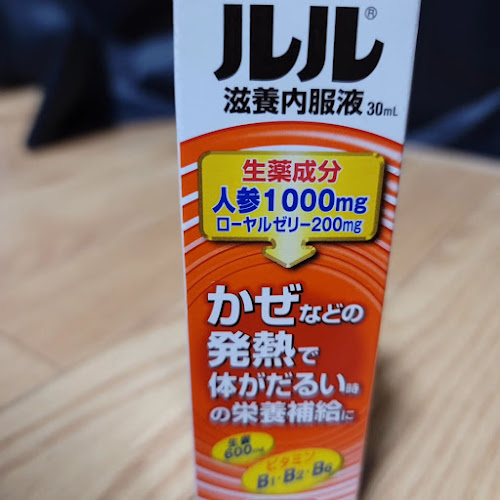 ルル®
滋養内服液 30mL
生薬成分
人参1000mg
ローヤルゼリー200mg
かぜなどの
発熱で
体がだるい時
の栄養補給に
生姜
600mg
ビタミン
B1・B2・B6